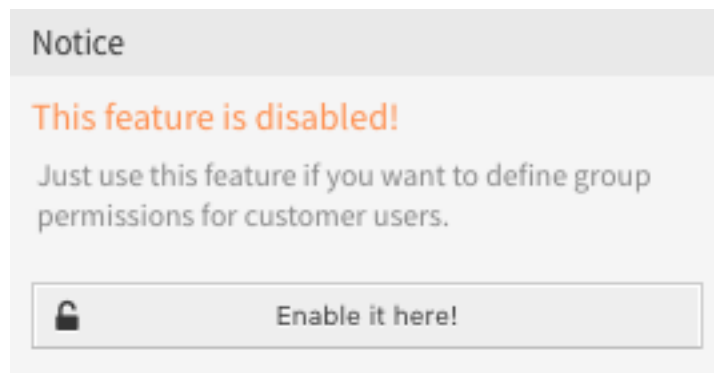 Notice
This feature is disabled!
Just use this feature if you want to define group
permissions for customer users.
Enable it here!